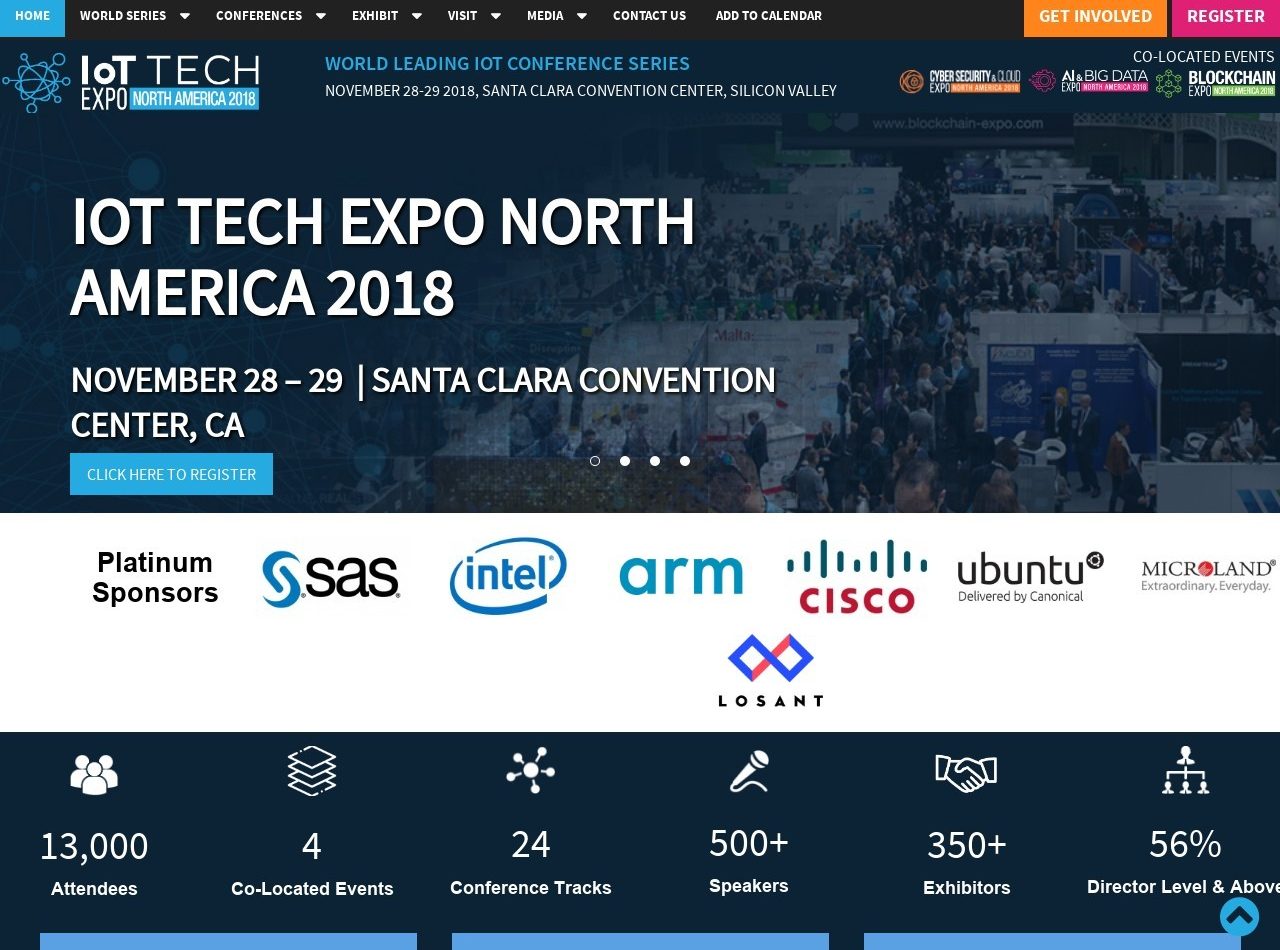 HOME WORLD SERIES CONFERENCES EXHIBIT VISIT MEDIA CONTACT US ADD TO CALENDAR GET INVOLVED REGISTER
IoT TECH
EXPO NORTH AMERICA 2018
WORLD LEADING IOT CONFERENCE SERIES
NOVEMBER 28-29 2018, SANTA CLARA CONVENTION CENTER, SILICON VALLEY
CO-LOCATED EVENTS
CYBER SECURITY & CLOUD
EXPO NORTH AMERICA 2018
AI & BIG DATA
EXPO NORTH AMERICA 2018
BLOCKCHAIN
EXPO NORTH AMERICA 2018
www.blockchain-expo.com
IOT TECH EXPO NORTH
AMERICA 2018
Malta:
NOVEMBER 28 – 29 | SANTA CLARA CONVENTION
CENTER, CA
CLICK HERE TO REGISTER
Platinum
Sponsors
sas
intel
arm
CISCO
ubuntu
Delivered by Canonical
MICROLAND
Extraordinary. Everyday.
LOSANT
13,000 4 24 500+ 350+ 56%
Attendees Co-Located Events Conference Tracks Speakers Exhibitors Director Level & Above